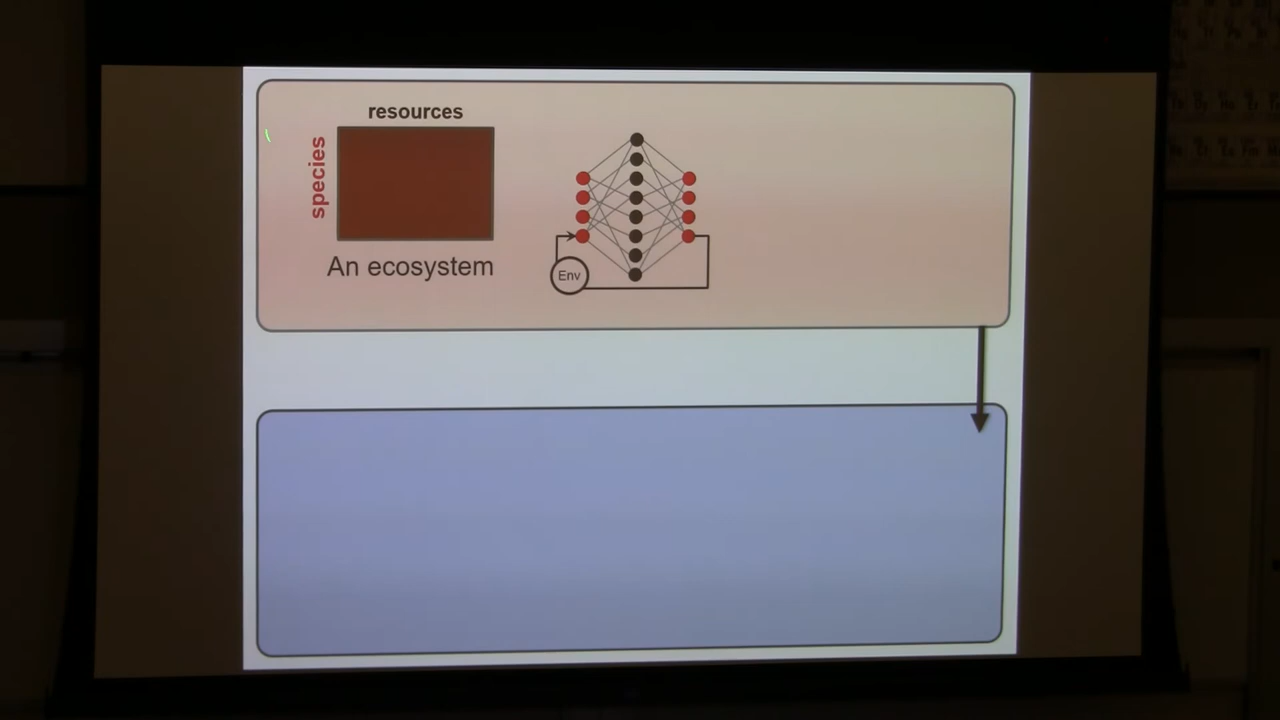 resources
species
An ecosystem
Env